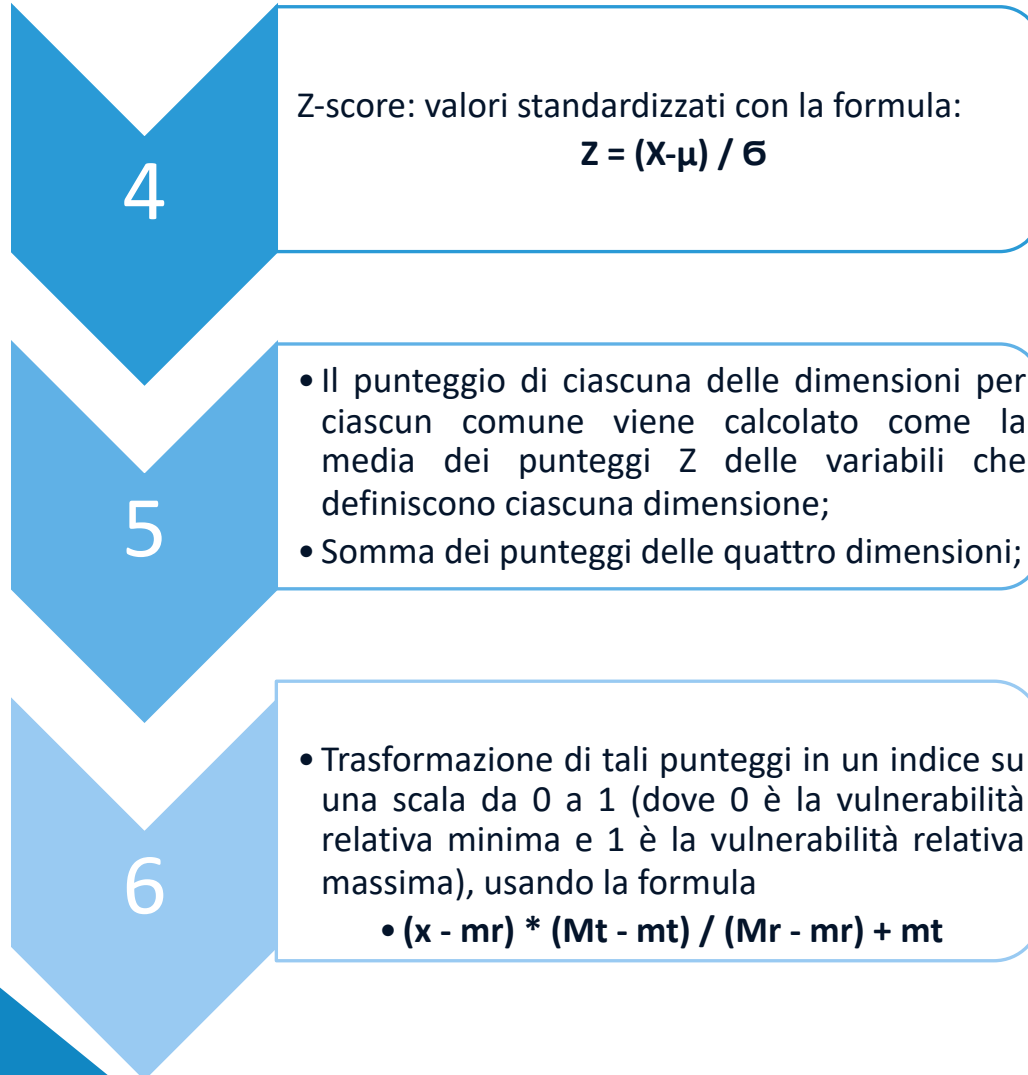 4
Z-score: valori standardizzati con la formula:
Z = (X-µ) / Ϭ
5
• Il punteggio di ciascuna delle dimensioni per
ciascun comune viene calcolato come la
media dei punteggi Z delle variabili che
definiscono ciascuna dimensione;
• Somma dei punteggi delle quattro dimensioni;
6
• Trasformazione di tali punteggi in un indice su
una scala da 0 a 1 (dove 0 è la vulnerabilità
relativa minima e 1 è la vulnerabilità relativa
massima), usando la formula
• (x - mr) * (Mt - mt) / (Mr - mr) + mt